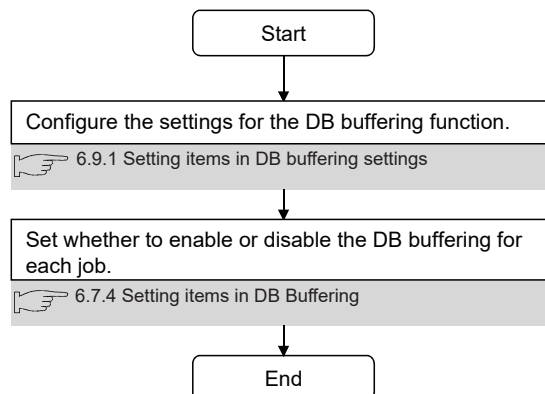 Start
Configure the settings for the DB buffering function.
6.9.1 Setting items in DB buffering settings
Set whether to enable or disable the DB buffering for
each job.
6.7.4 Setting items in DB Buffering
End